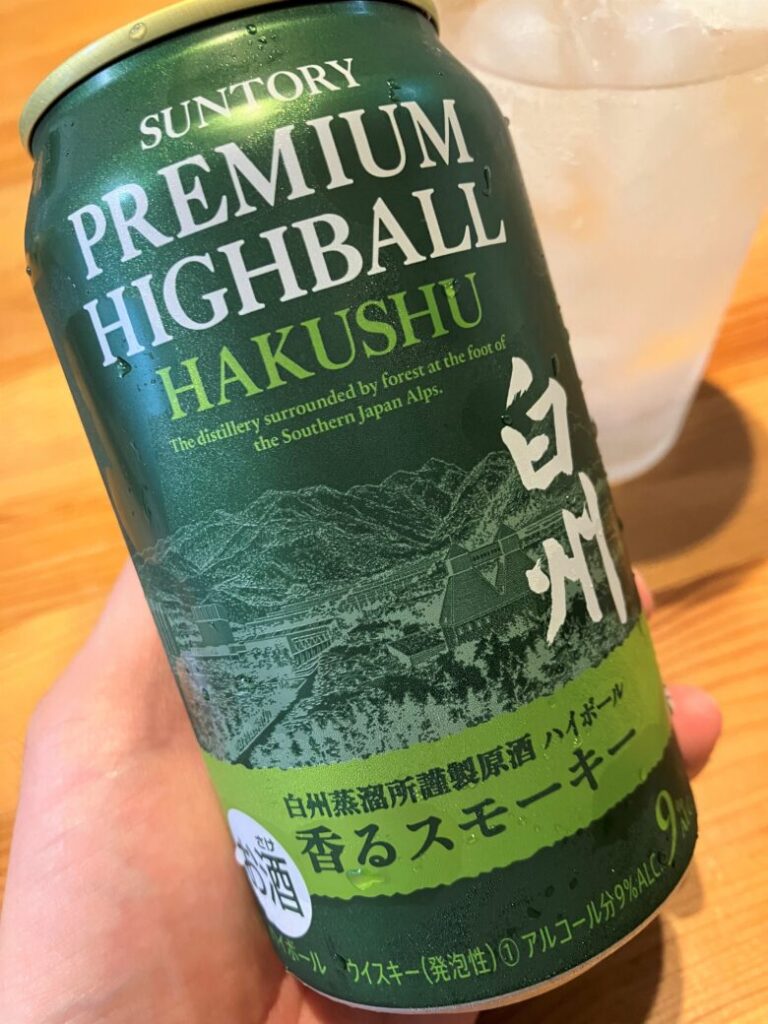 SUNTORY
PREMIUM
HIGHBALL
HAKUSHU
The distillery surrounded by forest at the foot of
the Southern Japan Alps.
白州
白州蒸溜所謹製原酒 ハイボール
香るスモーキー
さけ
お酒
ウイスキー(発泡性)① アルコール分9%
ALC. 9%